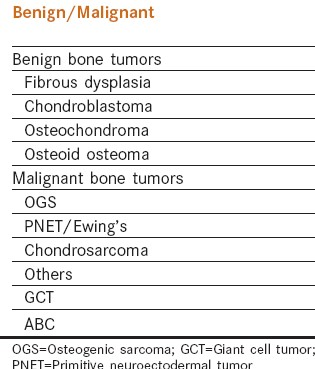 Benign/Malignant
Benign bone tumors
Fibrous dysplasia
Chondroblastoma
Osteochondroma
Osteoid osteoma
Malignant bone tumors
OGS
PNET/Ewing's
Chondrosarcoma
Others
GCT
ABC
OGS=Osteogenic sarcoma; GCT=Giant cell tumor;
PNET=Primitive neuroectodermal tumor